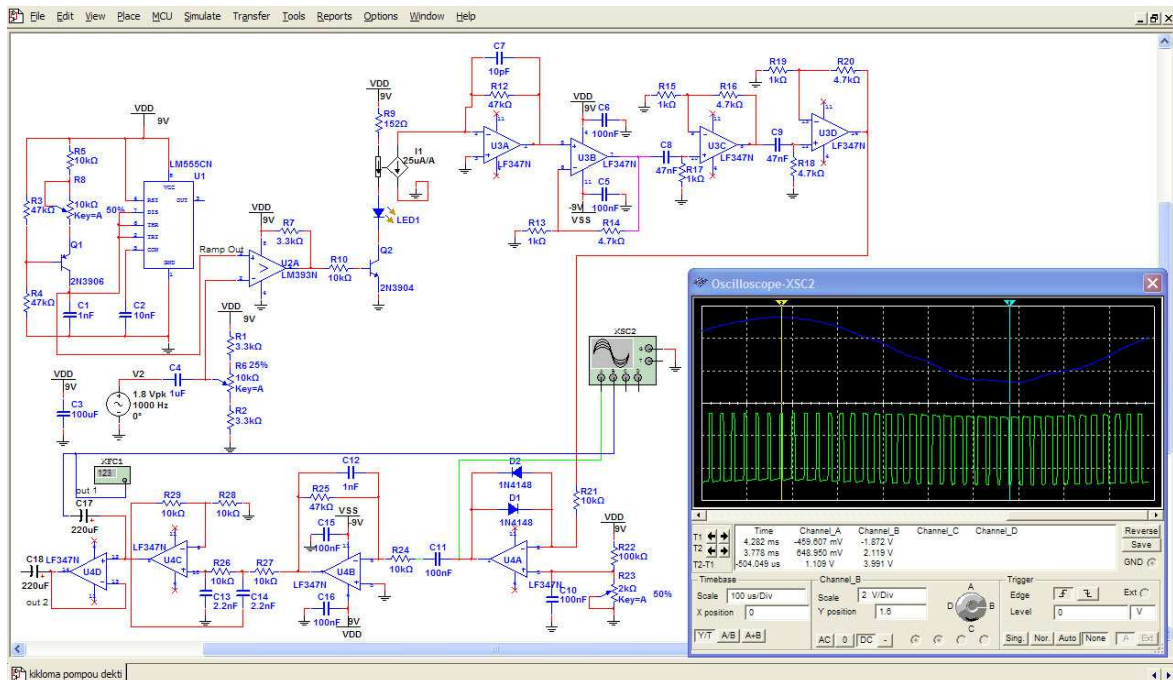 File Edit View Place MCU Simulate Transfer Tools Reports Options Window Help
VDD
9V
R5
10kΩ
R8
10kΩ
Key=A
50%
R3
47kΩ
R4
47kΩ
Q1
2N3906
C1
1nF
C2
10nF
LM555CN
U1
VCC
RST
OUT
DIS
THR
TRI
CON
GND
Ramp Out
VDD
9V
R7
3.3kΩ
U2A
LM393N
R10
10kΩ
VDD
9V
R9
152Ω
I1
25uA/A
LED1
Q2
2N3904
C7
10pF
R12
47kΩ
U3A
LF347N
VDD
9V
C6
100nF
U3B
LF347N
C5
100nF
-9V
VSS
R13
1kΩ
R14
4.7kΩ
C8
47nF
R15
1kΩ
R16
4.7kΩ
U3C
LF347N
R17
1kΩ
C9
47nF
R19
1kΩ
R20
4.7kΩ
U3D
LF347N
R18
4.7kΩ
VDD
9V
R1
3.3kΩ
R6
25%
10kΩ
Key=A
R2
3.3kΩ
VDD
9V
C3
100uF
V2
1.8 Vpk
1000 Hz
0°
C4
1uF
XSC2
G
T
A B C D
XFC1
123
out 1
C17
220uF
C18
220uF
out 2
LF347N
U4D
R29
10kΩ
R28
10kΩ
LF347N
U4C
R26
10kΩ
R27
10kΩ
C13
2.2nF
C14
2.2nF
C12
1nF
R25
47kΩ
VSS
-9V
C15
100nF
U4B
LF347N
C16
100nF
9V
VDD
R24
10kΩ
C11
100nF
D2
1N4148
D1
1N4148
U4A
LF347N
R21
10kΩ
R22
100kΩ
R23
2kΩ
Key=A
50%
C10
100nF
Oscilloscope-XSC2
Time Channel_A Channel_B Channel_C Channel_D
T1 4.282 ms -459.607 mV -1.872 V
T2 3.778 ms 648.950 mV 2.119 V
T2-T1 -504.049 us 1.109 V 3.991 V
Reverse
Save
GND
Timebase
Scale 100 us/Div
X position 0
Y/T A/B A+B
Channel_B
Scale 2 V/Div
Y position 1.6
AC 0 DC -
A
B
C
D
Trigger
Edge
Ext
Level 0 V
Sing. Nor. Auto None A Ext
kikloma pompou dekti